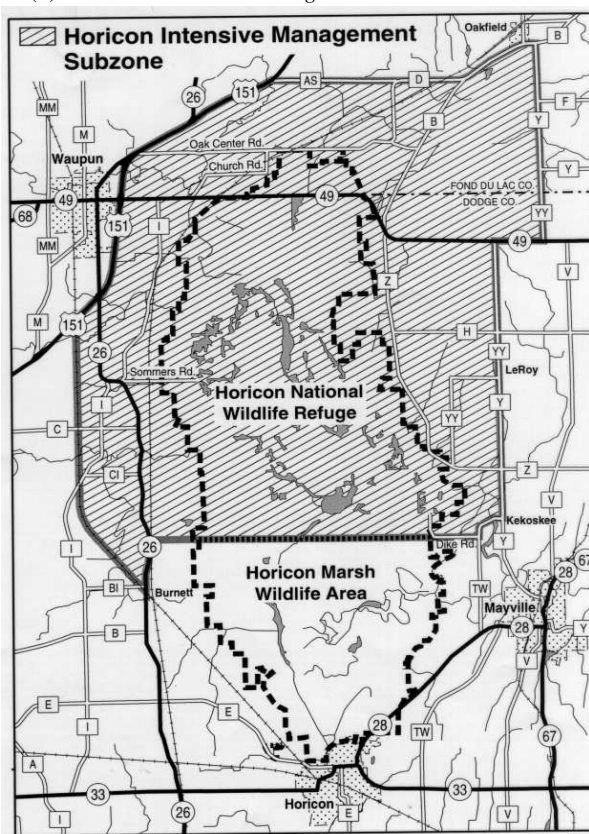 Horicon Intensive Management
Subzone
Oakfield
B
MM
26
151
AS
D
M
B
F
Oak Center Rd.
Y
Waupun
Church Rd.
Y
FOND DU LAC CO.
49
49
DODGE CO.
68
YY
I
151
49
MM
V
Z
M
151
H
26
YY
Sommers Rd.
LeRoy
Horicon National
Wildlife Refuge
I
Y
YY
C
CI
Z
V
Kekoskee
26
Dike Rd.
Y
I
67
Horicon Marsh
Wildlife Area
28
BI
Burnett
TW
Mayville
28
B
Y
V
E
E
28
I
TW
67
A
33
33
Horicon
I
26
E
V